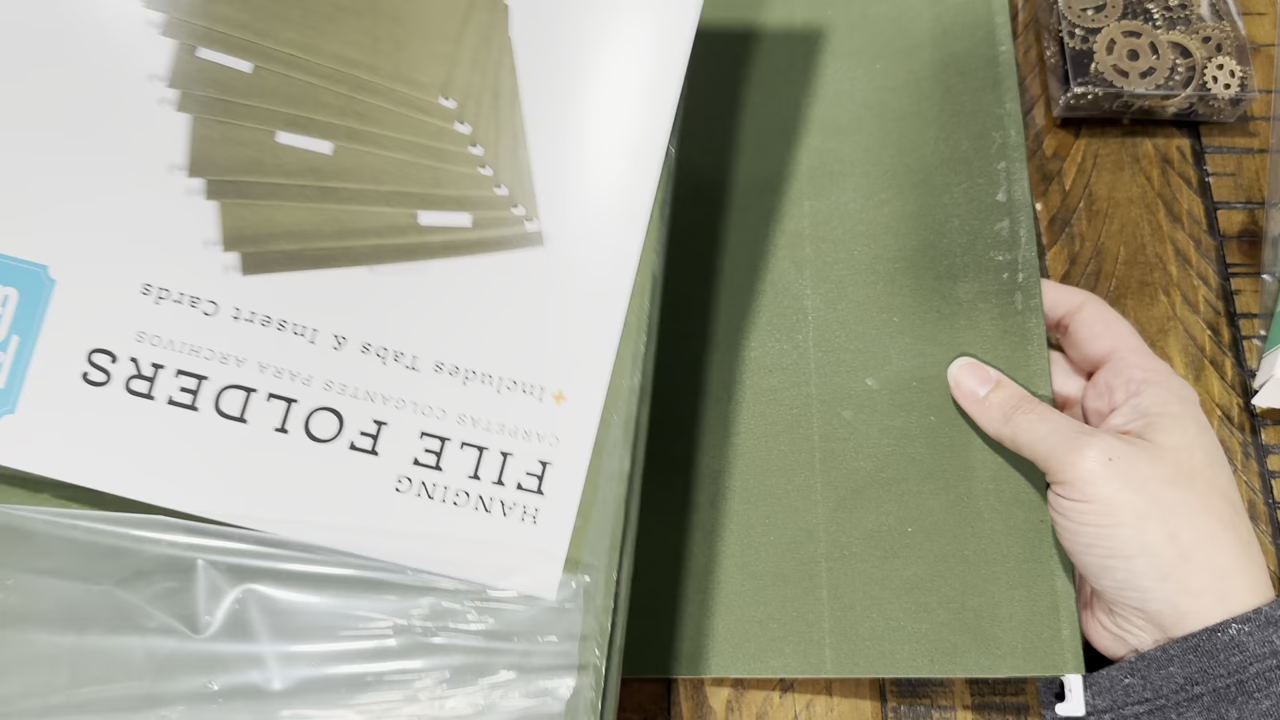 HANGING
FILE FOLDERS
CARPETAS COLGANTES PARA ARCHIVOS
+Includes Tabs & Insert Cards